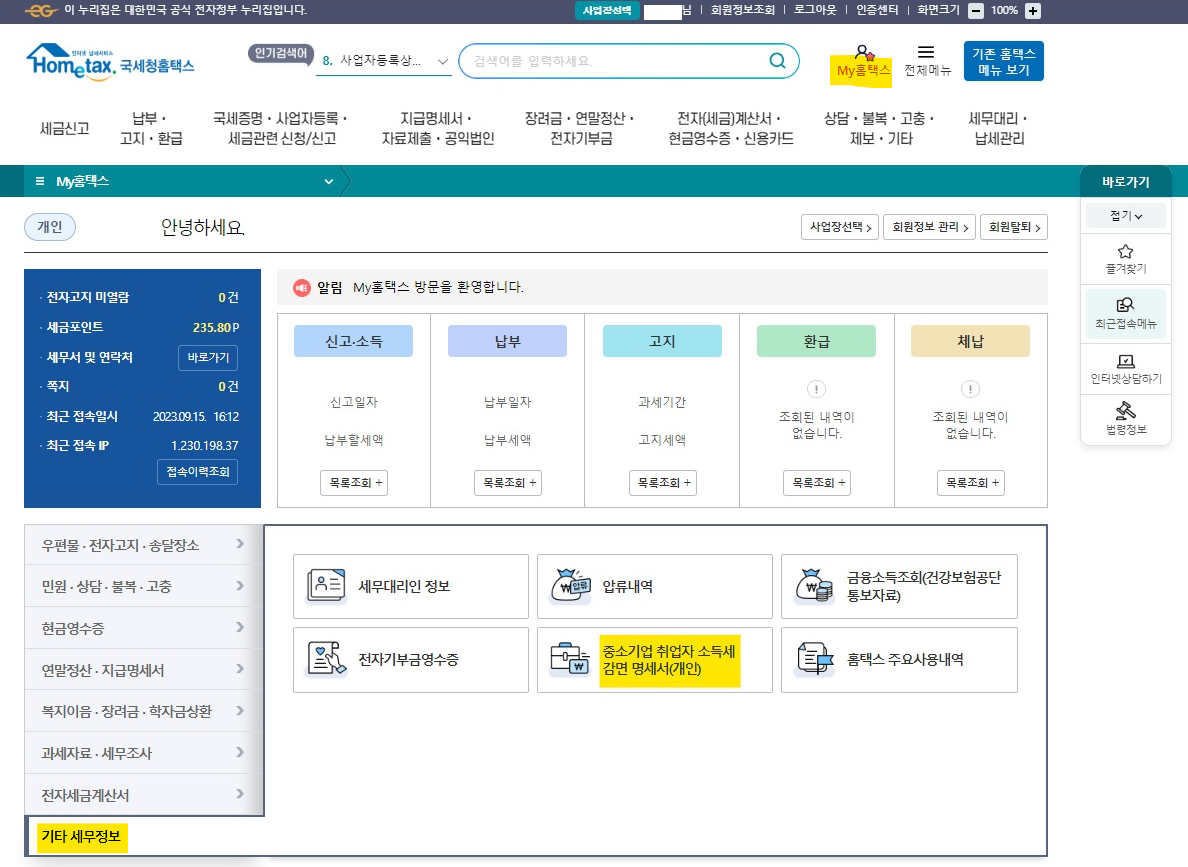 이 누리집은 대한민국 공식 전자정부 누리집입니다.
사업장선택 님 회원정보조회 로그아웃 인증센터 화면크기 100%
Hometax. 국세청홈택스
인터넷 납세서비스
인기검색어 8. 사업자등록상... 검색어를 입력하세요.
My홈택스 전체메뉴 기존 홈택스
메뉴 보기
세금신고
납부 ·
고지 · 환급
국세증명 · 사업자등록 ·
세금관련 신청/신고
지급명세서 ·
자료제출 · 공익법인
장려금 · 연말정산 ·
전자기부금
전자(세금)계산서 ·
현금영수증 · 신용카드
상담 · 불복 · 고충 ·
제보 · 기타
세무대리 ·
납세관리
My홈택스
개인 안녕하세요.
사업장선택 회원정보 관리 회원탈퇴
· 전자고지 미열람 0 건
· 세금포인트 235.80 P
· 세무서 및 연락처 바로가기
· 쪽지 0 건
· 최근 접속일시 2023.09.15. 16:12
· 최근 접속 IP 1.230.198.37
접속이력조회
알림 My홈택스 방문을 환영합니다.
신고·소득
신고일자
납부할세액
목록조회 +
납부
납부일자
납부세액
목록조회 +
고지
과세기간
고지세액
목록조회 +
환급
!
조회된 내역이
없습니다.
목록조회 +
체납
!
조회된 내역이
없습니다.
목록조회 +
우편물 · 전자고지 · 송달장소
민원 · 상담 · 불복 · 고충
현금영수증
연말정산 · 지급명세서
복지이음 · 장려금 · 학자금상환
과세자료 · 세무조사
전자세금계산서
기타 세무정보
세무대리인 정보
압류
압류내역
금융소득조회(건강보험공단
통보자료)
전자기부금영수증
중소기업 취업자 소득세
감면 명세서(개인)
홈택스 주요사용내역
바로가기
접기
즐겨찾기
최근접속메뉴
인터넷상담하기
법령정보